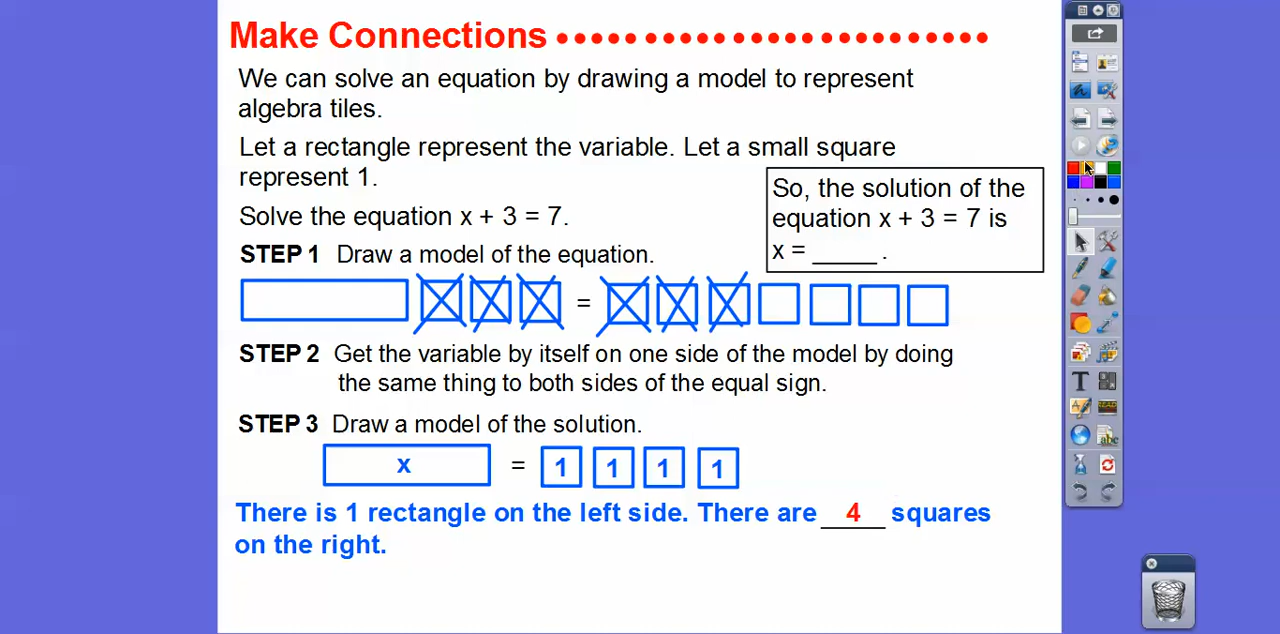 Make Connections
We can solve an equation by drawing a model to represent
algebra tiles.
Let a rectangle represent the variable. Let a small square
represent 1.
Solve the equation x + 3 = 7.
So, the solution of the
equation x + 3 = 7 is
x = _____ .
STEP 1 Draw a model of the equation.
=
STEP 2 Get the variable by itself on one side of the model by doing
the same thing to both sides of the equal sign.
STEP 3 Draw a model of the solution.
x = 1 1 1 1
There is 1 rectangle on the left side. There are 4 squares
on the right.